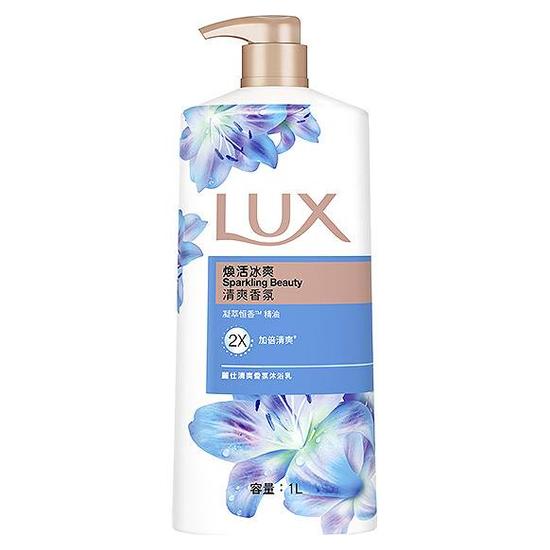 LUX
煥活冰爽
Sparkling Beauty
清爽香氛
凝萃恒香™ 精油
2X 加倍清爽+
麗仕清爽香氛沐浴乳
容量：1L